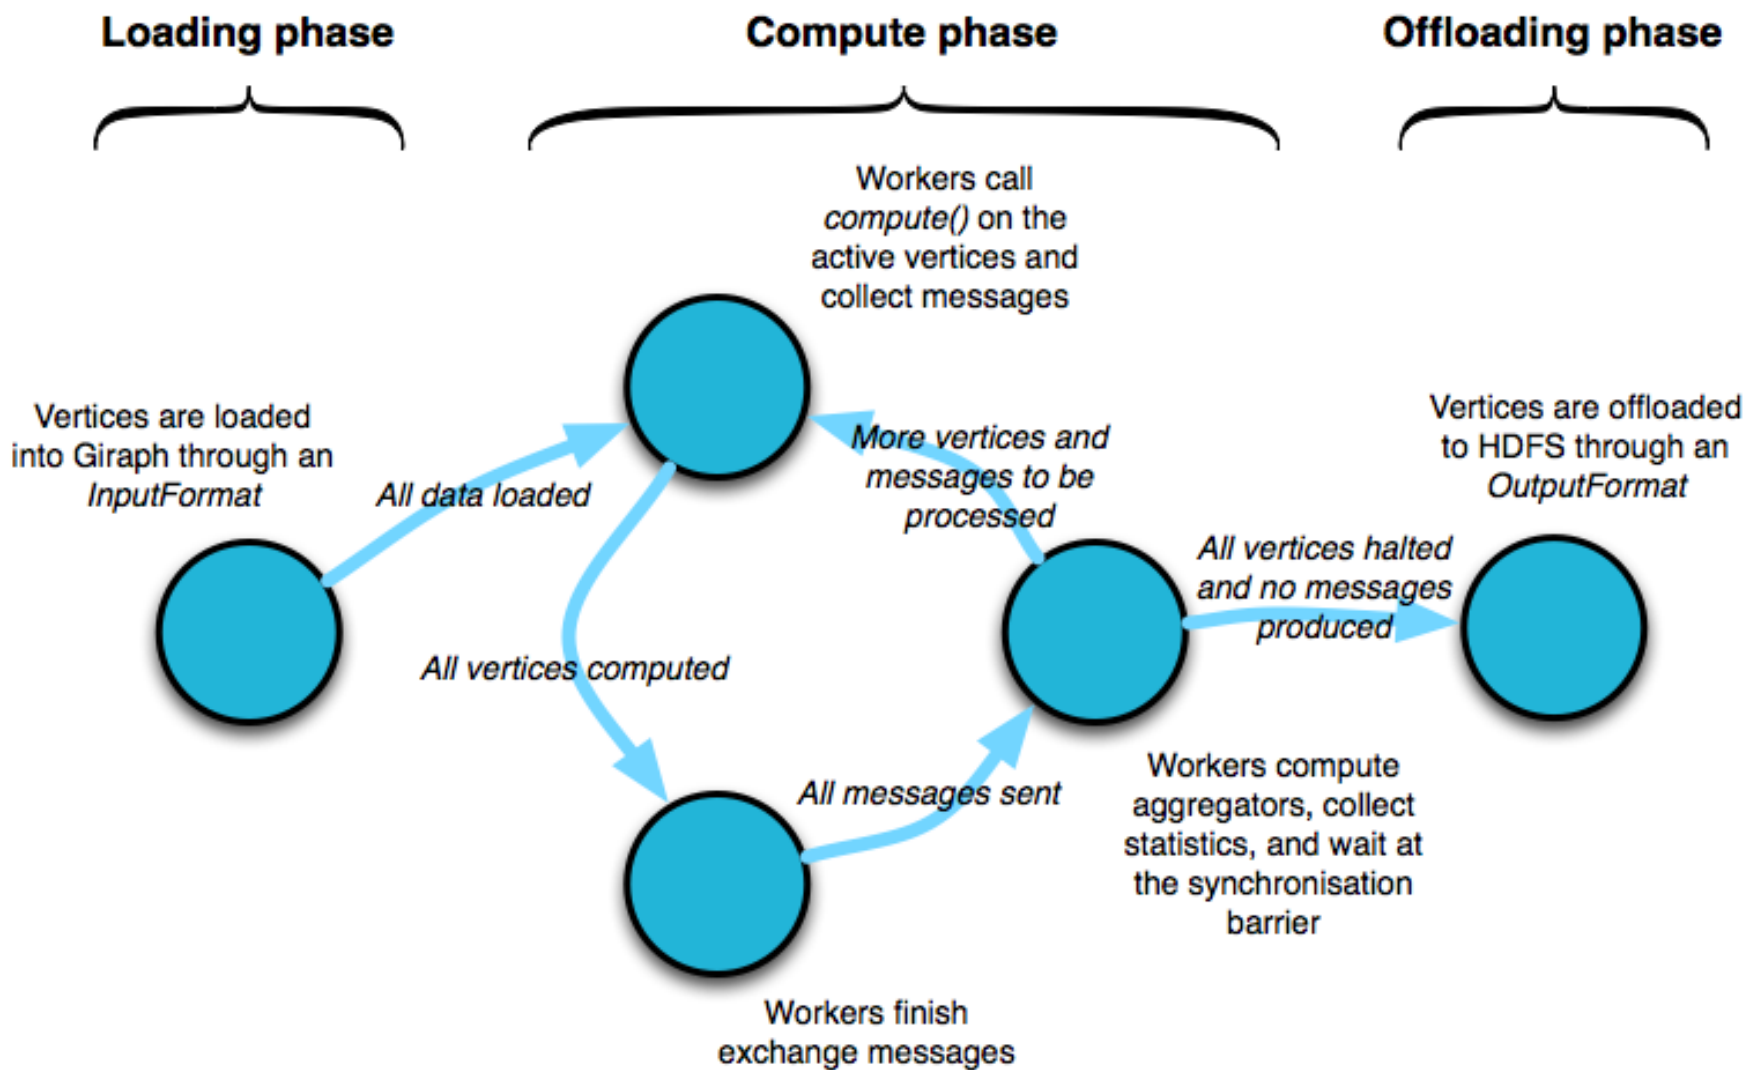 Loading phase
Compute phase
Offloading phase
Workers call
compute() on the
active vertices and
collect messages
Vertices are loaded
into Giraph through an
InputFormat
All data loaded
More vertices and
messages to be
processed
Vertices are offloaded
to HDFS through an
OutputFormat
All vertices halted
and no messages
produced
All vertices computed
All messages sent
Workers compute
aggregators, collect
statistics, and wait at
the synchronisation
barrier
Workers finish
exchange messages